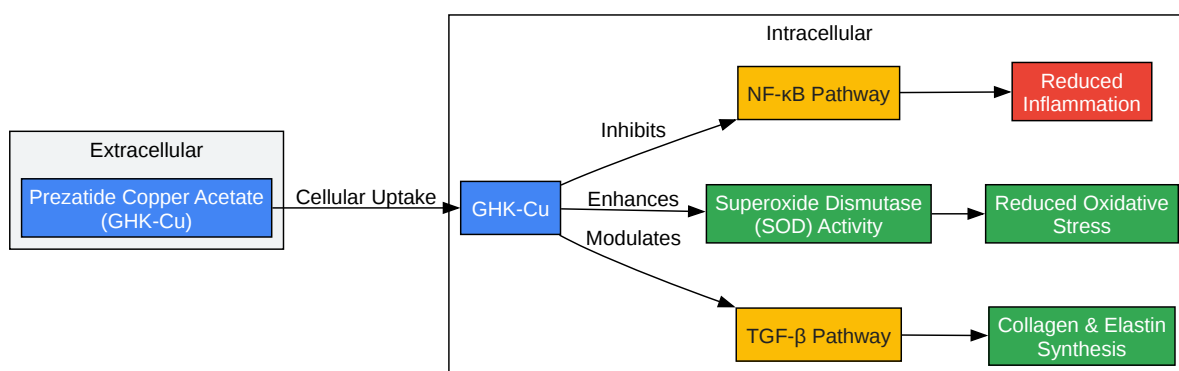 Intracellular
NF-κB Pathway
Reduced
Inflammation
Inhibits
Extracellular
Prezatide Copper Acetate
(GHK-Cu)
Cellular Uptake
GHK-Cu
Enhances
Superoxide Dismutase
(SOD) Activity
Reduced Oxidative
Stress
Modulates
TGF-β Pathway
Collagen & Elastin
Synthesis